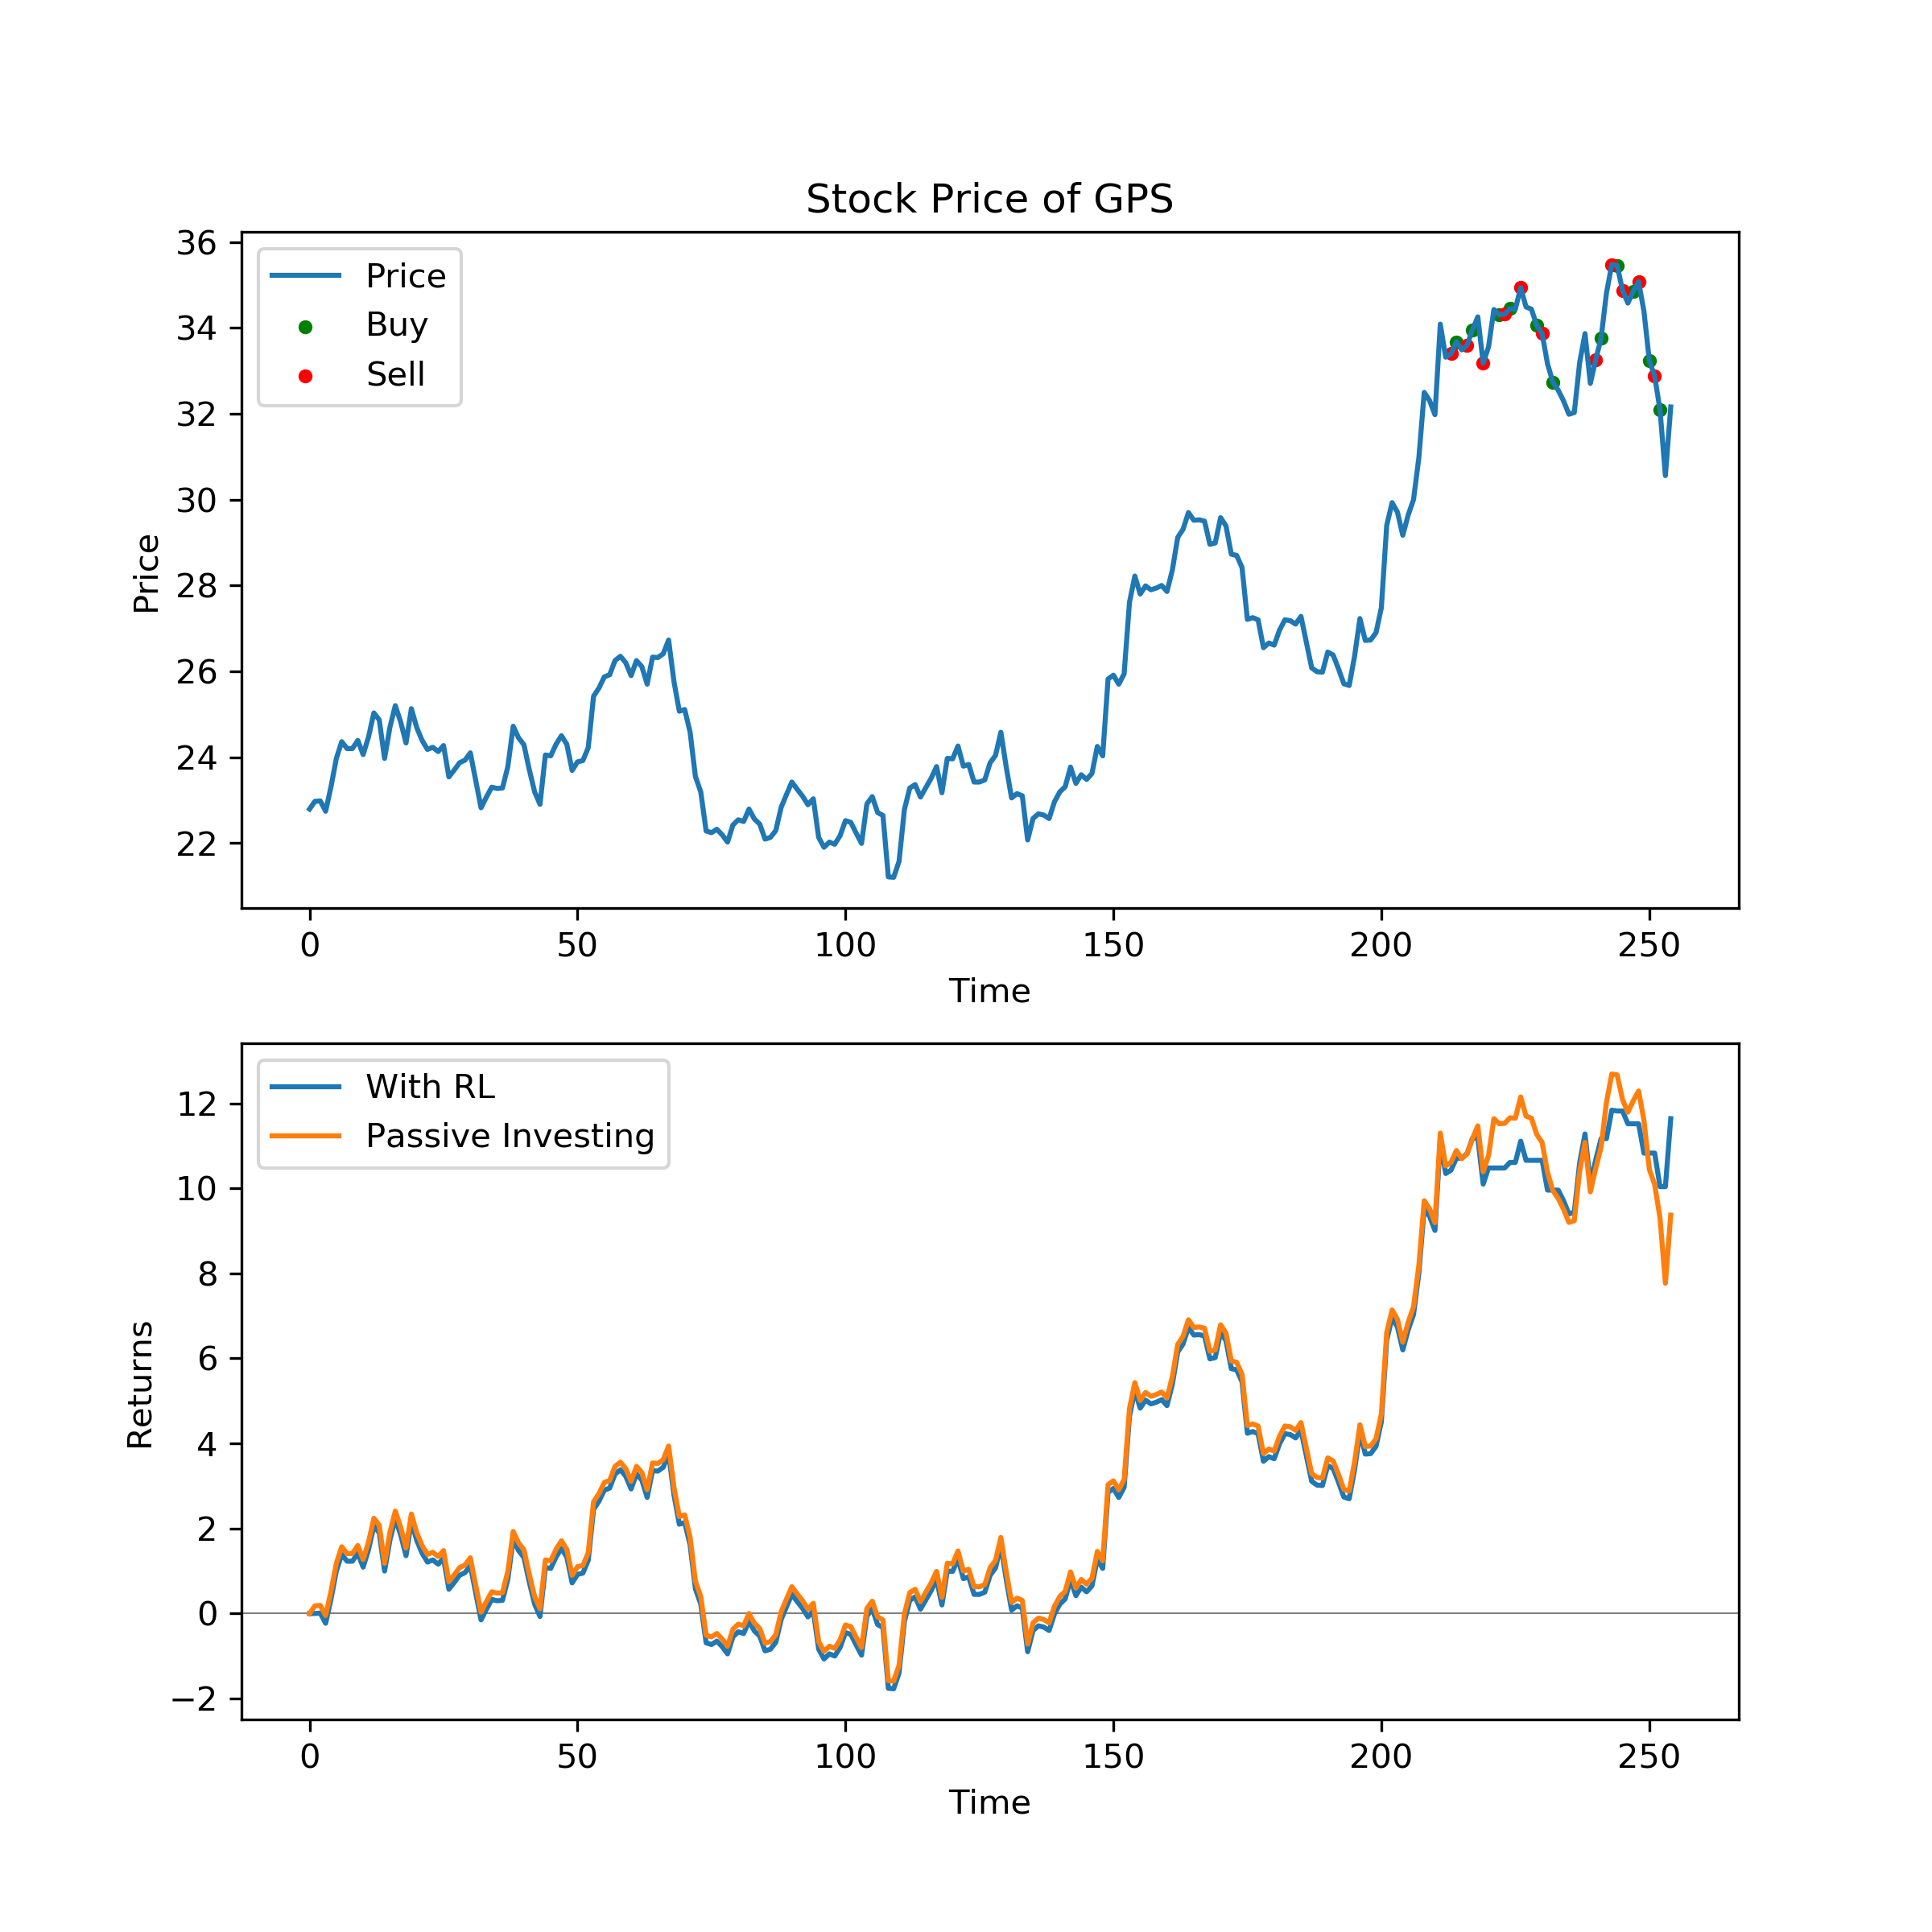 Stock Price of GPS
Price
Buy
Sell
36
34
32
30
28
26
24
22
Price
0 50 100 150 200 250
Time
With RL
Passive Investing
12
10
8
6
4
2
0
−2
Returns
0 50 100 150 200 250
Time